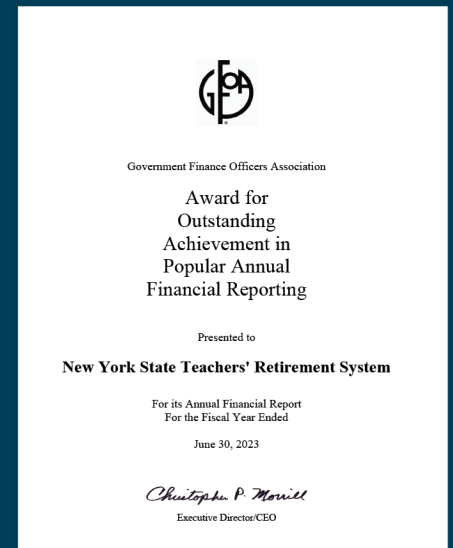 GFOA
Government Finance Officers Association
Award for
Outstanding
Achievement in
Popular Annual
Financial Reporting
Presented to
New York State Teachers' Retirement System
For its Annual Financial Report
For the Fiscal Year Ended
June 30, 2023
Christopher P. Morrill
Executive Director/CEO